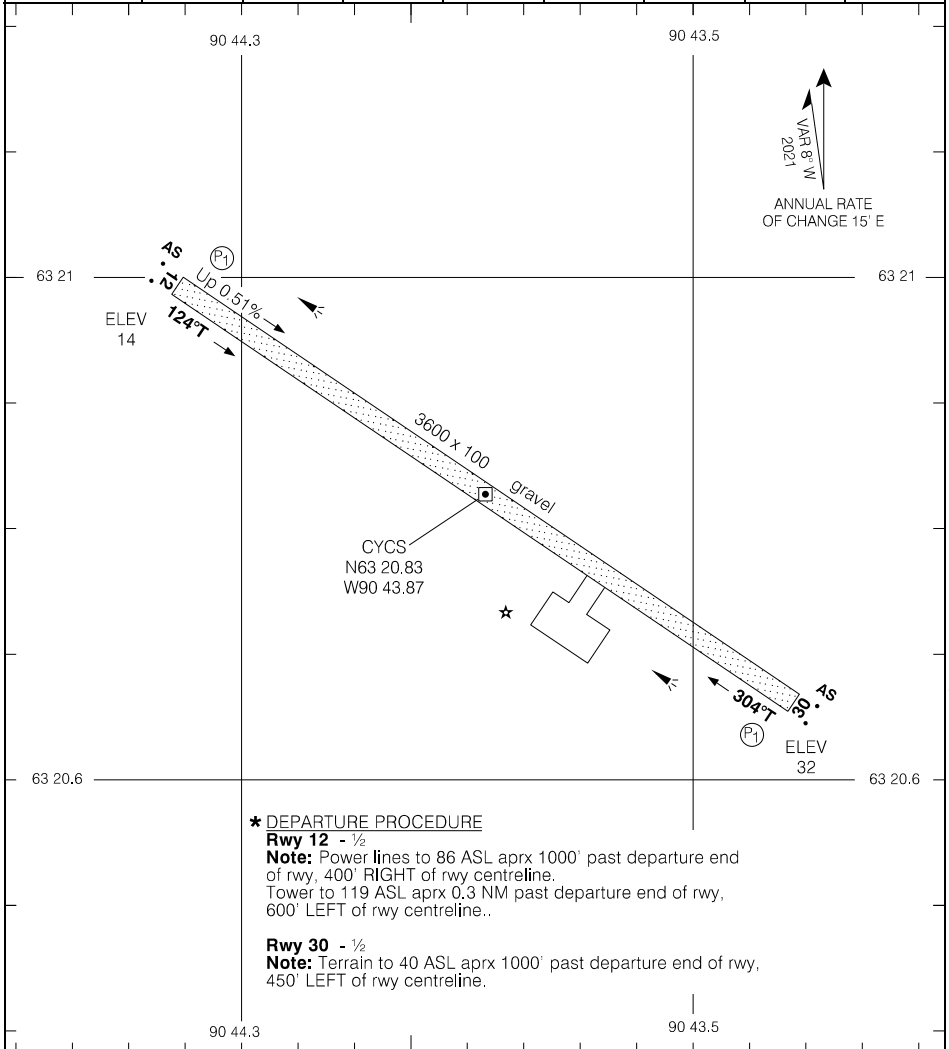 90 44.3
90 43.5
VAR 8° W
2021
ANNUAL RATE
OF CHANGE 15' E
63 21
63 21
AS
P1
12
Up 0.51%
124°T
ELEV
14
3600 x 100
gravel
CYCS
N63 20.83
W90 43.87
304°T
30
AS
P1
ELEV
32
63 20.6
63 20.6
* DEPARTURE PROCEDURE
Rwy 12 - ½
Note: Power lines to 86 ASL aprx 1000' past departure end
of rwy, 400' RIGHT of rwy centreline.
Tower to 119 ASL aprx 0.3 NM past departure end of rwy,
600' LEFT of rwy centreline..
Rwy 30 - ½
Note: Terrain to 40 ASL aprx 1000' past departure end of rwy,
450' LEFT of rwy centreline.
90 44.3
90 43.5